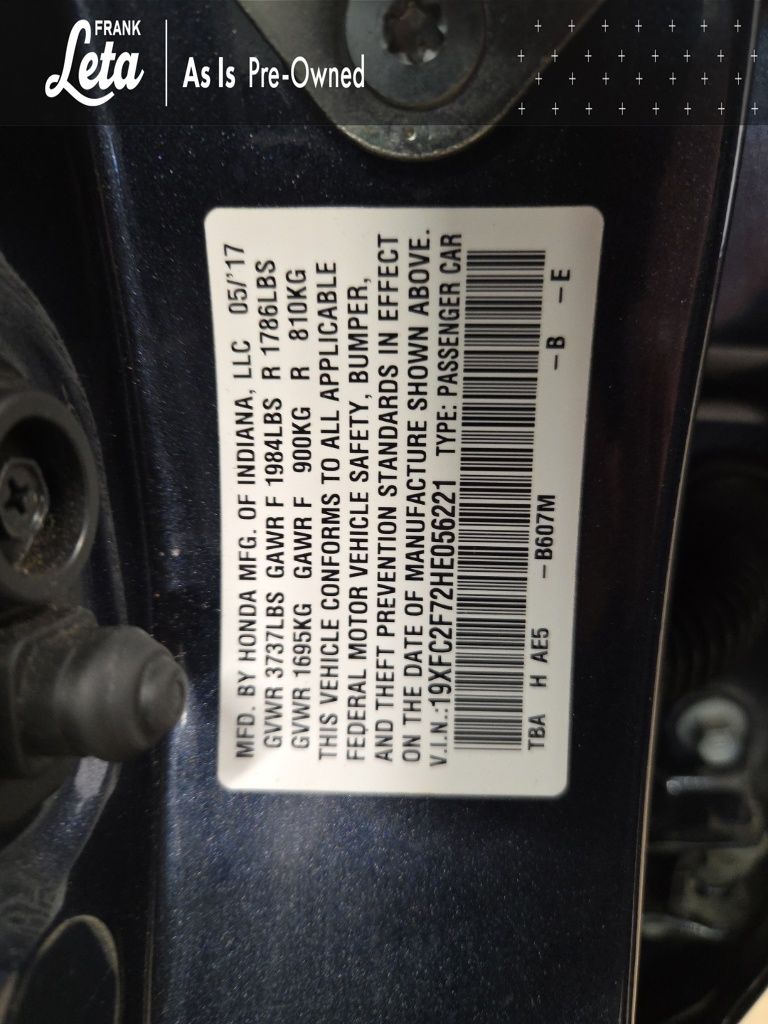 FRANK
Leta
As Is Pre-Owned
MFD. BY HONDA MFG. OF INDIANA, LLC 05/'17
GVWR 3737LBS GAWR F 1984LBS R 1786LBS
GVWR 1695KG GAWR F 900KG R 810KG
THIS VEHICLE CONFORMS TO ALL APPLICABLE
FEDERAL MOTOR VEHICLE SAFETY, BUMPER,
AND THEFT PREVENTION STANDARDS IN EFFECT
ON THE DATE OF MANUFACTURE SHOWN ABOVE.
V.I.N.:19XFC2F72HE056221 TYPE: PASSENGER CAR
TBA H AE5 -B607M -B -E